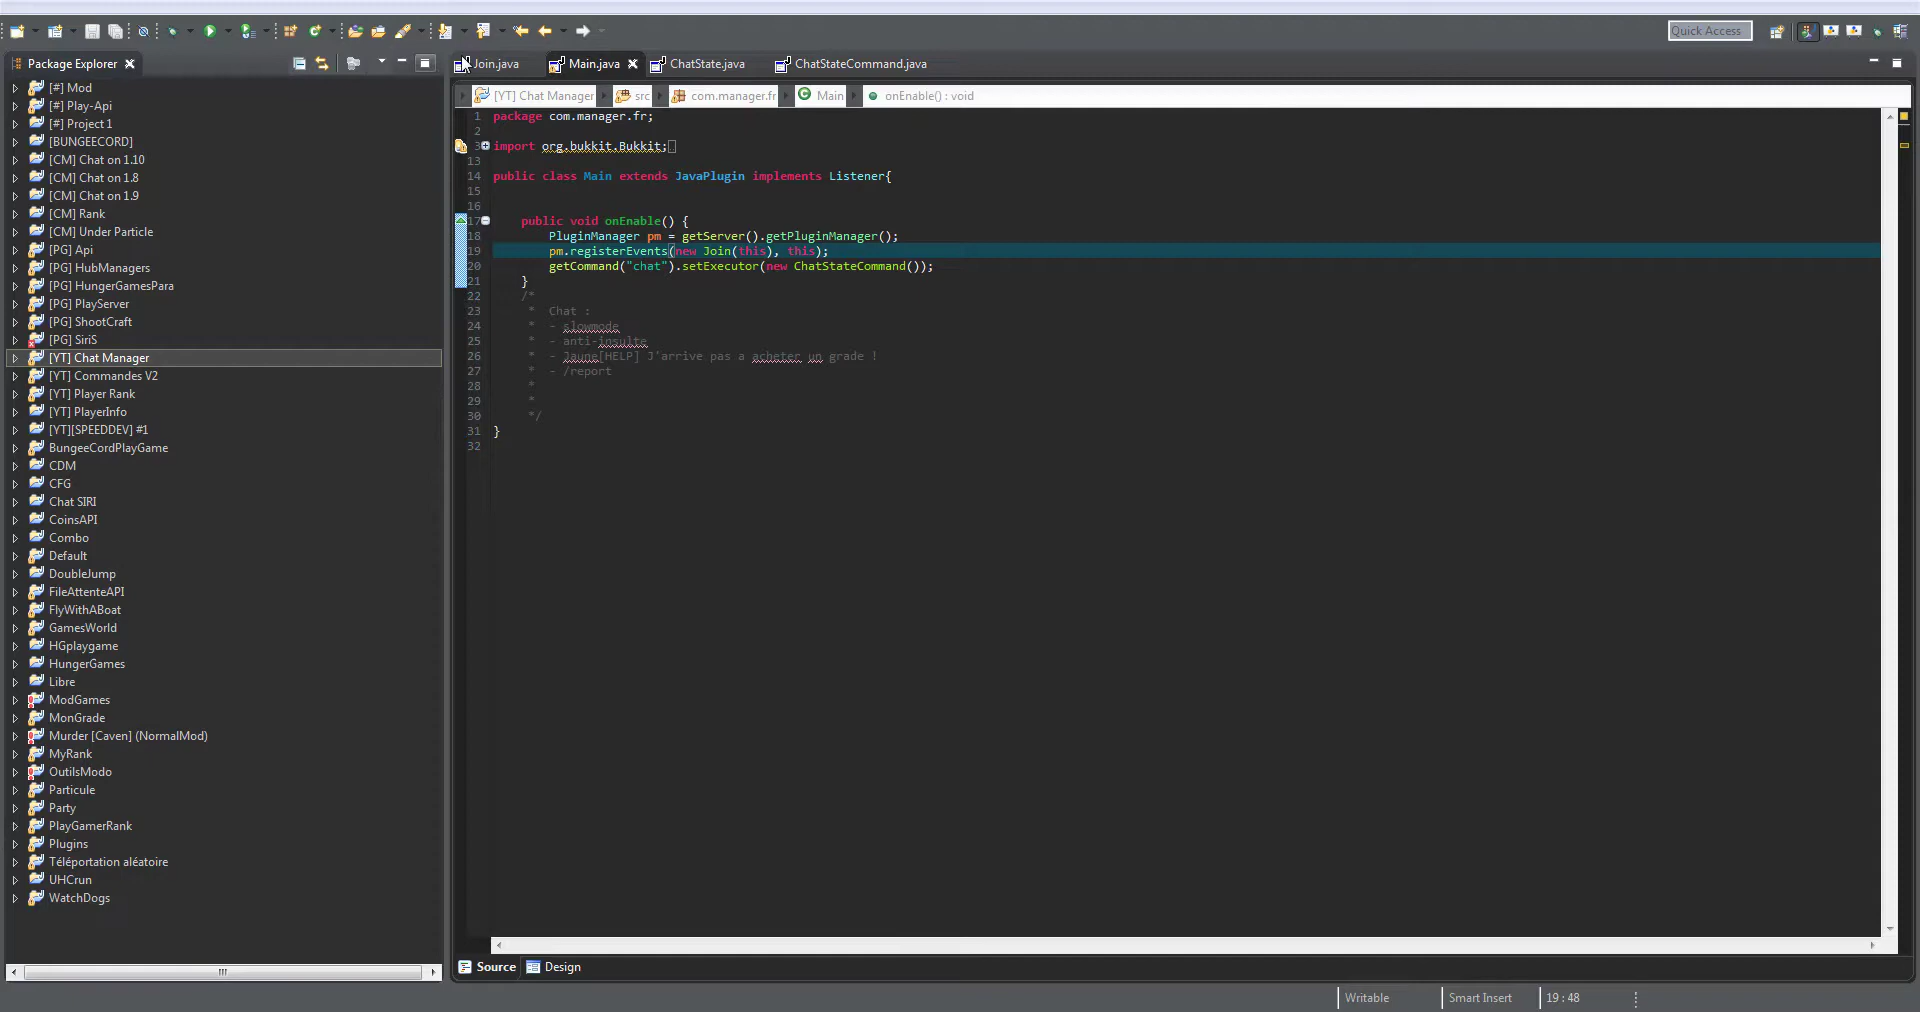 Quick Access
Package Explorer
[#] Mod
[#] Play-Api
[#] Project 1
[BUNGEECORD]
[CM] Chat on 1.10
[CM] Chat on 1.8
[CM] Chat on 1.9
[CM] Rank
[CM] Under Particle
[PG] Api
[PG] HubManagers
[PG] HungerGamesPara
[PG] PlayServer
[PG] ShootCraft
[PG] SiriS
[YT] Chat Manager
[YT] Commandes V2
[YT] Player Rank
[YT] PlayerInfo
[YT][SPEEDDEV] #1
BungeeCordPlayGame
CDM
CFG
Chat SIRI
CoinsAPI
Combo
Default
DoubleJump
FileAttenteAPI
FlyWithABoat
GamesWorld
HGplaygame
HungerGames
Libre
ModGames
MonGrade
Murder [Caven] (NormalMod)
MyRank
OutilsModo
Particule
Party
PlayGamerRank
Plugins
Téléportation aléatoire
UHCrun
WatchDogs
Join.java Main.java ChatState.java ChatStateCommand.java
[YT] Chat Manager src com.manager.fr Main onEnable() : void
1 package com.manager.fr;
2
3 import org.bukkit.Bukkit;
13
14 public class Main extends JavaPlugin implements Listener{
15
16
17 public void onEnable() {
18 PluginManager pm = getServer().getPluginManager();
19 pm.registerEvents(new Join(this), this);
20 getCommand("chat").setExecutor(new ChatStateCommand());
21 }
22 /*
23 * Chat :
24 * - slowmode
25 * - anti-insulte
26 * - Jaune[HELP] J'arrive pas a acheter un grade !
27 * - /report
28 *
29 *
30 */
31 }
32
Source Design
Writable Smart Insert 19 : 48